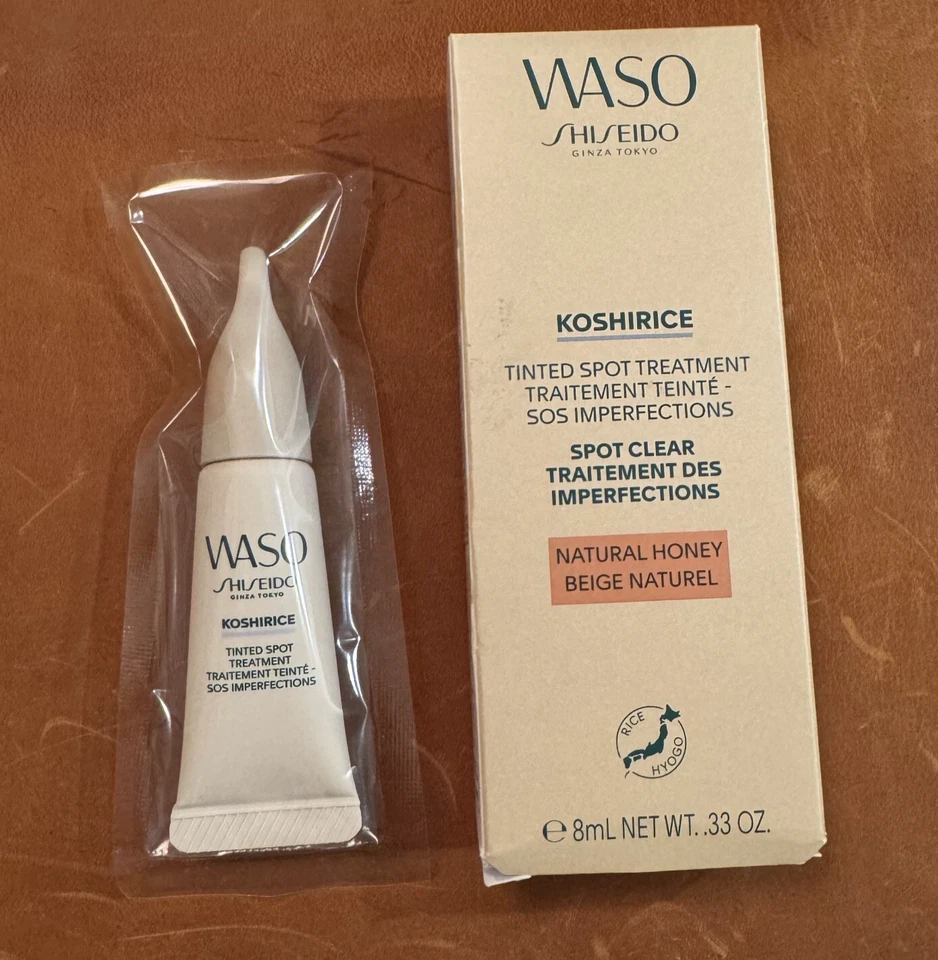 WASO
SHISEIDO
GINZA TOKYO
KOSHIRICE
TINTED SPOT
TREATMENT
TRAITEMENT TEINTÉ -
SOS IMPERFECTIONS
WASO
SHISEIDO
GINZA TOKYO
KOSHIRICE
TINTED SPOT TREATMENT
TRAITEMENT TEINTÉ -
SOS IMPERFECTIONS
SPOT CLEAR
TRAITEMENT DES
IMPERFECTIONS
NATURAL HONEY
BEIGE NATUREL
RICE
HYOGO
℮ 8mL NET WT. .33 OZ.